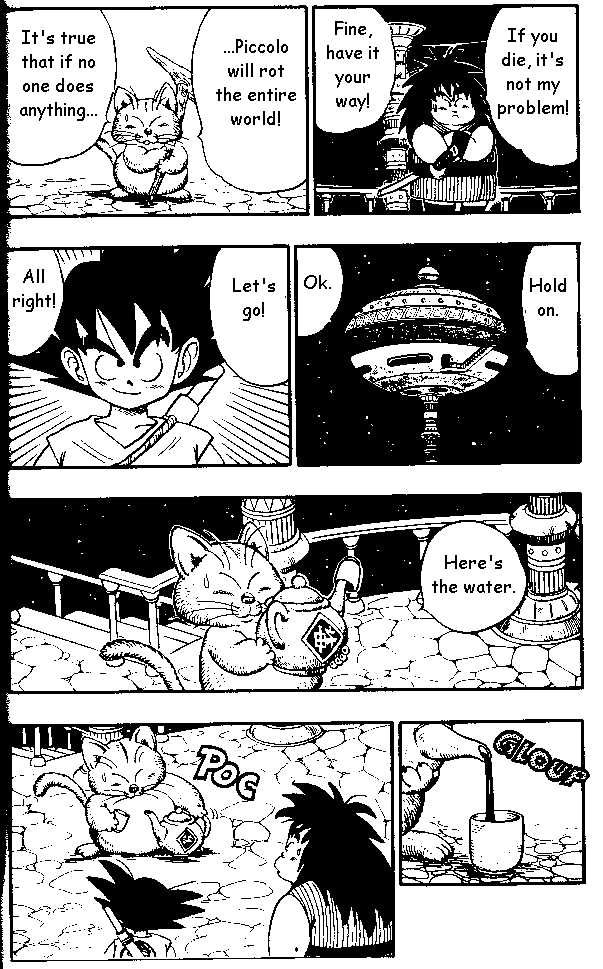 It's true
that if no
one does
anything...
...Piccolo
will rot
the entire
world!
Fine,
have it
your
way!
If you
die, it's
not my
problem!
All
right!
Let's
go!
Ok.
Hold
on.
Here's
the water.
POC
GLOUP